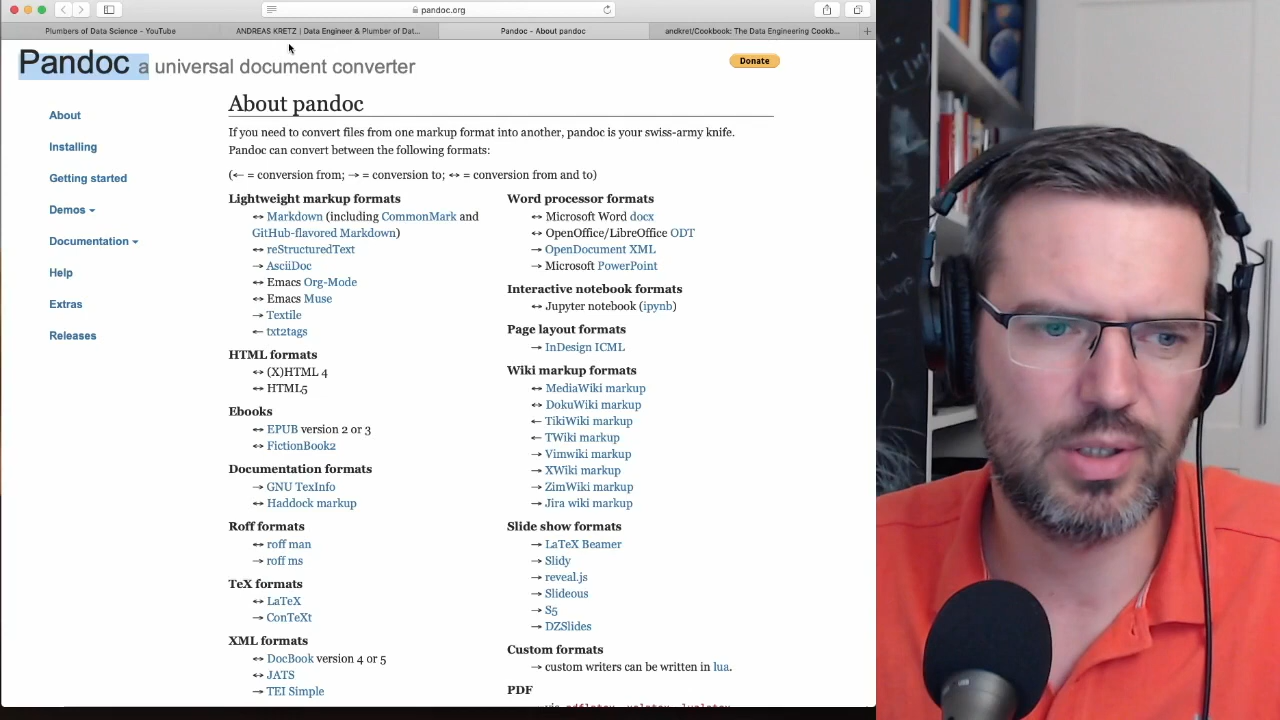 pandoc.org
Plumbers of Data Science - YouTube
ANDREAS KRETZ | Data Engineer & Plumber of Dat...
Pandoc - About pandoc
andkret/Cookbook: The Data Engineering Cookb...
Pandoc a universal document converter
Donate
About
Installing
Getting started
Demos
Documentation
Help
Extras
Releases
About pandoc
If you need to convert files from one markup format into another, pandoc is your swiss-army knife.
Pandoc can convert between the following formats:
(← = conversion from; → = conversion to; ↔ = conversion from and to)
Lightweight markup formats
↔ Markdown (including CommonMark and
GitHub-flavored Markdown)
↔ reStructuredText
→ AsciiDoc
↔ Emacs Org-Mode
↔ Emacs Muse
→ Textile
← txt2tags
HTML formats
↔ (X)HTML 4
↔ HTML5
Ebooks
↔ EPUB version 2 or 3
↔ FictionBook2
Documentation formats
→ GNU TexInfo
↔ Haddock markup
Roff formats
↔ roff man
→ roff ms
TeX formats
↔ LaTeX
→ ConTeXt
XML formats
↔ DocBook version 4 or 5
↔ JATS
→ TEI Simple
Word processor formats
↔ Microsoft Word docx
↔ OpenOffice/LibreOffice ODT
→ OpenDocument XML
→ Microsoft PowerPoint
Interactive notebook formats
↔ Jupyter notebook (ipynb)
Page layout formats
→ InDesign ICML
Wiki markup formats
↔ MediaWiki markup
↔ DokuWiki markup
← TikiWiki markup
← TWiki markup
→ Vimwiki markup
→ XWiki markup
→ ZimWiki markup
→ Jira wiki markup
Slide show formats
→ LaTeX Beamer
→ Slidy
→ reveal.js
→ Slideous
→ S5
→ DZSlides
Custom formats
→ custom writers can be written in lua.
PDF